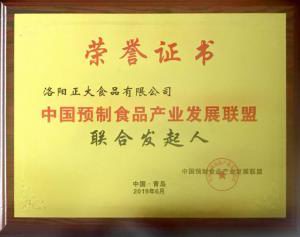 荣誉证书
洛阳正大食品有限公司
中国预制食品产业发展联盟
联合发起人
中国预制食品产业发展联盟
中国·青岛
2019年6月